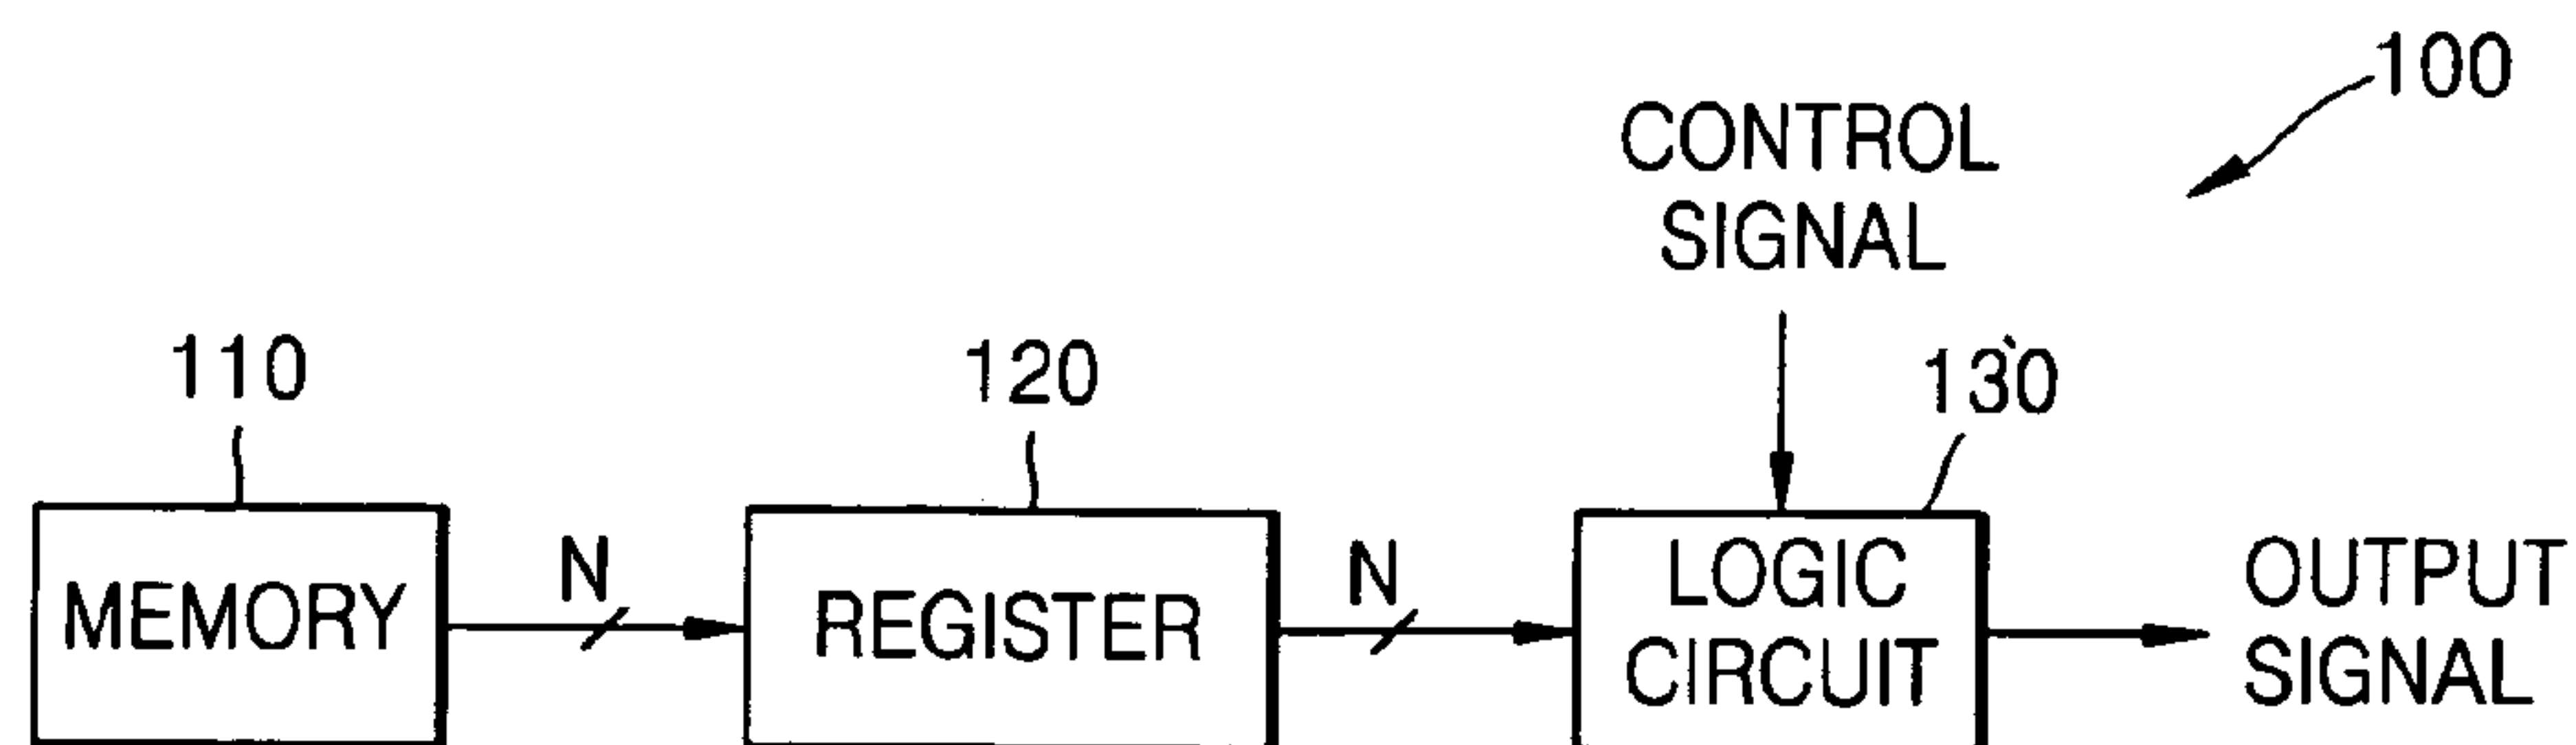 100
CONTROL
SIGNAL
110
120
130
MEMORY
N
REGISTER
N
LOGIC
CIRCUIT
OUTPUT
SIGNAL